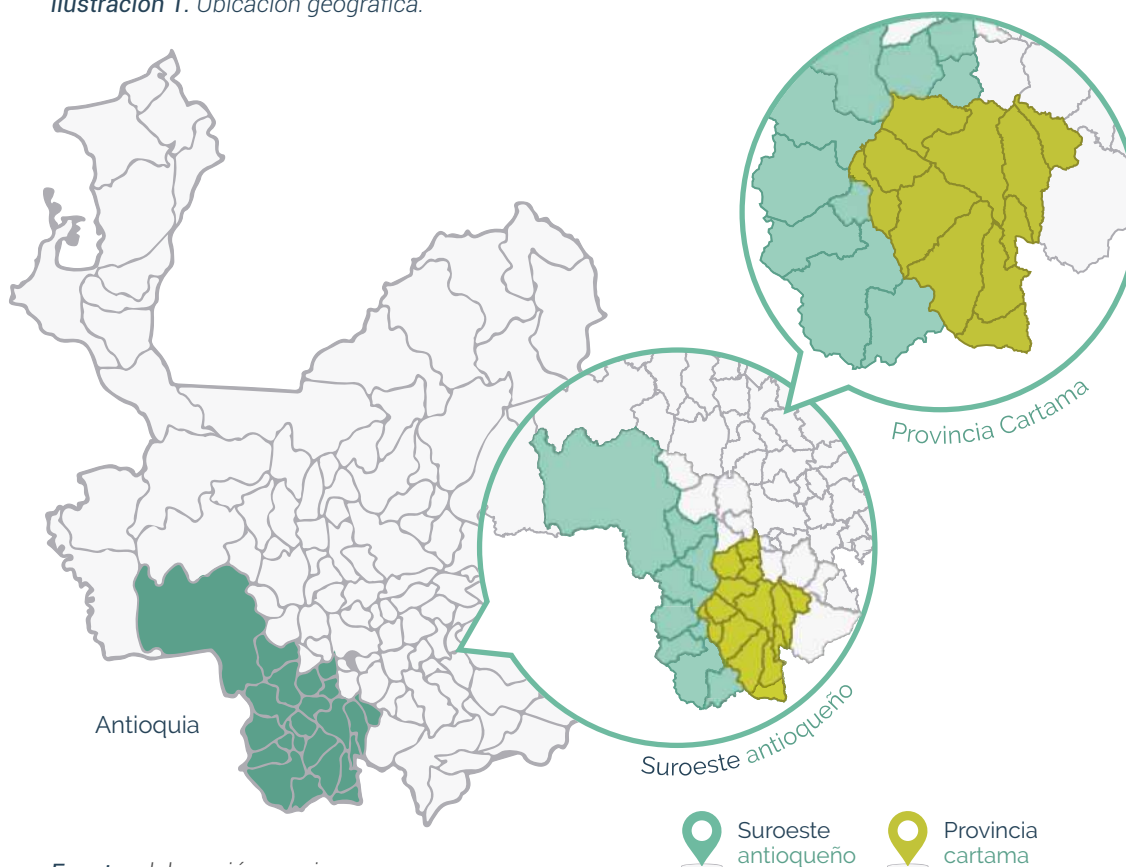 Ilustración 1. Ubicación geográfica.
Provincia Cartama
Antioquia
Suroeste antioqueño
Suroeste
antioqueño
Provincia
cartama